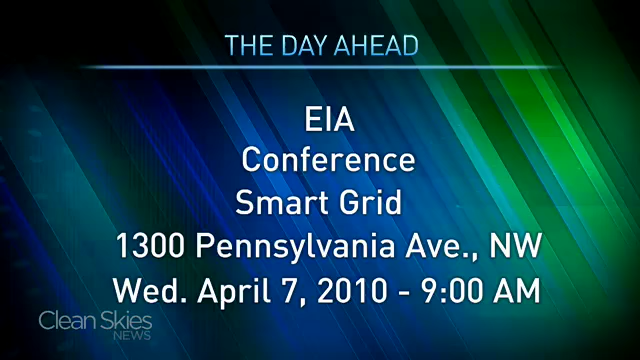 THE DAY AHEAD
EIA
Conference
Smart Grid
1300 Pennsylvania Ave., NW
Wed. April 7, 2010 - 9:00 AM
Clean Skies
NEWS